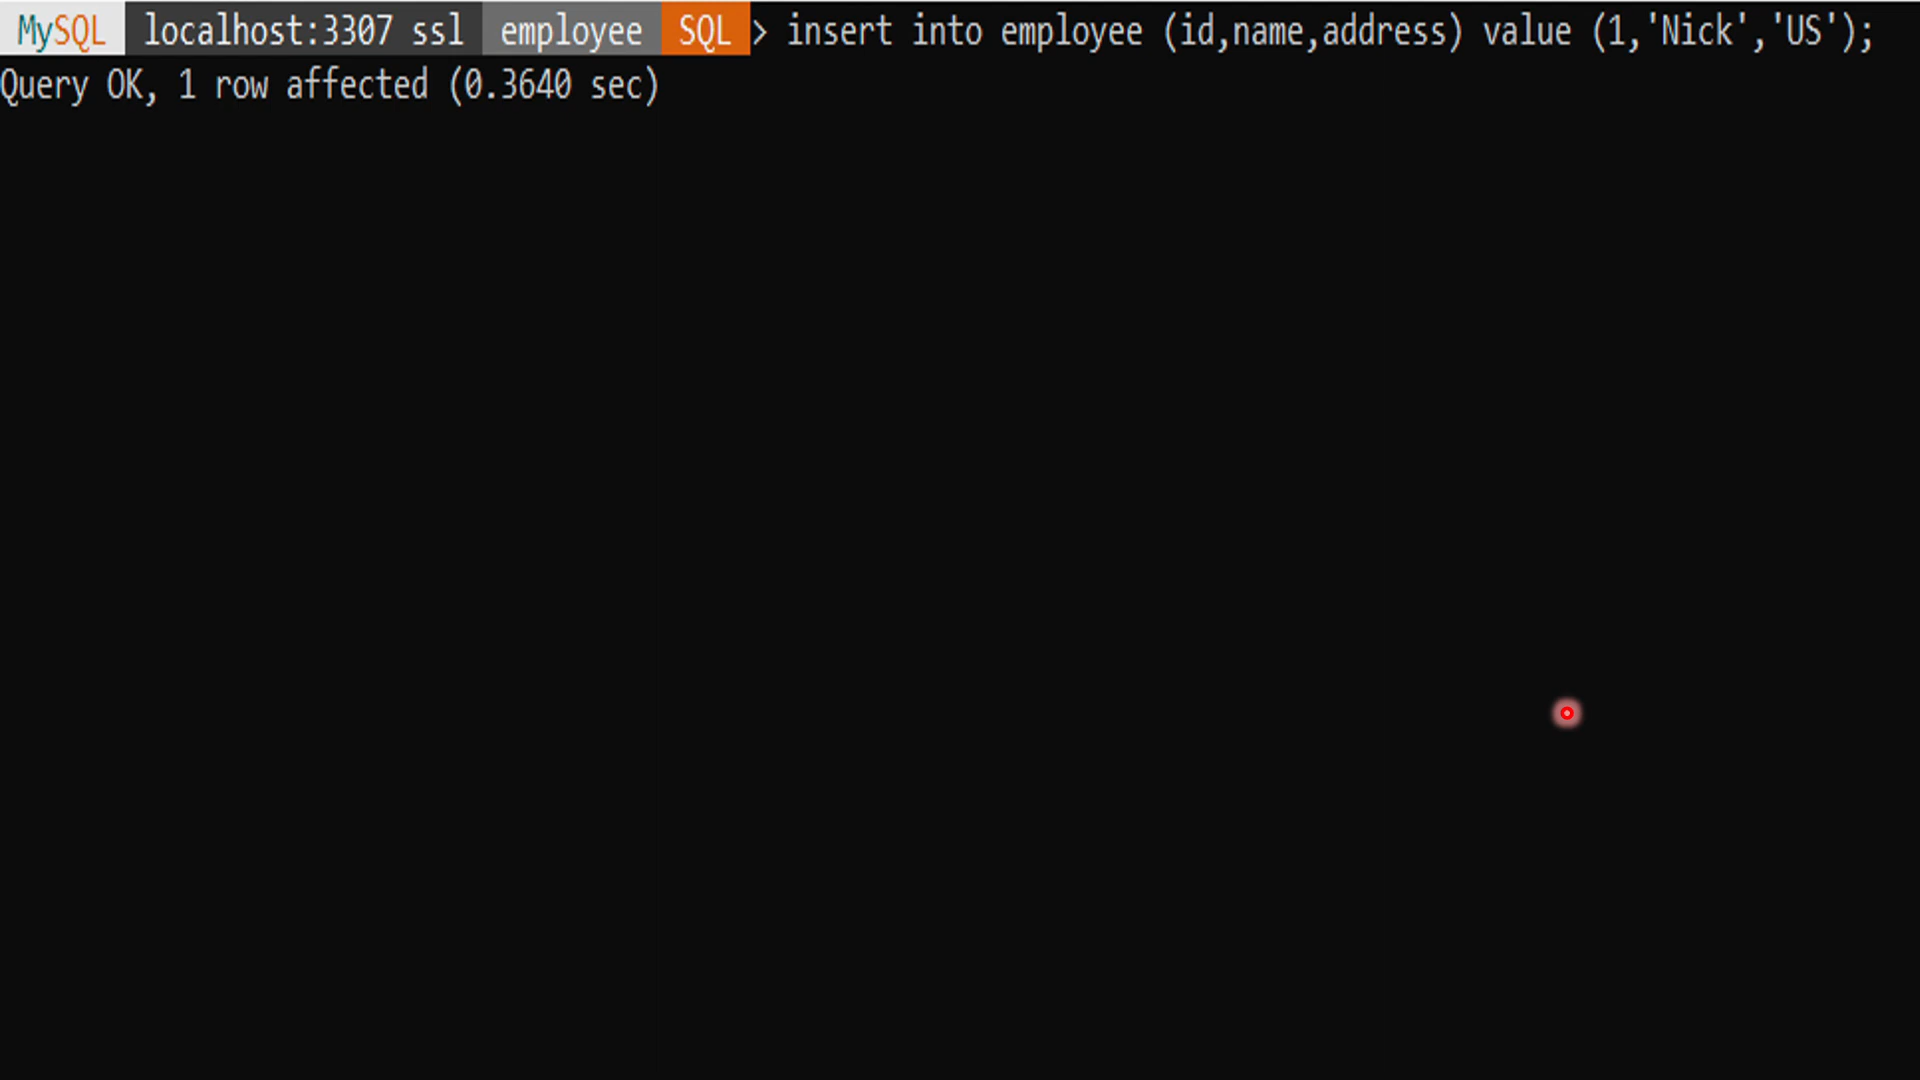 MySQL localhost:3307 ssl employee SQL > insert into employee (id,name,address) value (1,'Nick','US');
Query OK, 1 row affected (0.3640 sec)